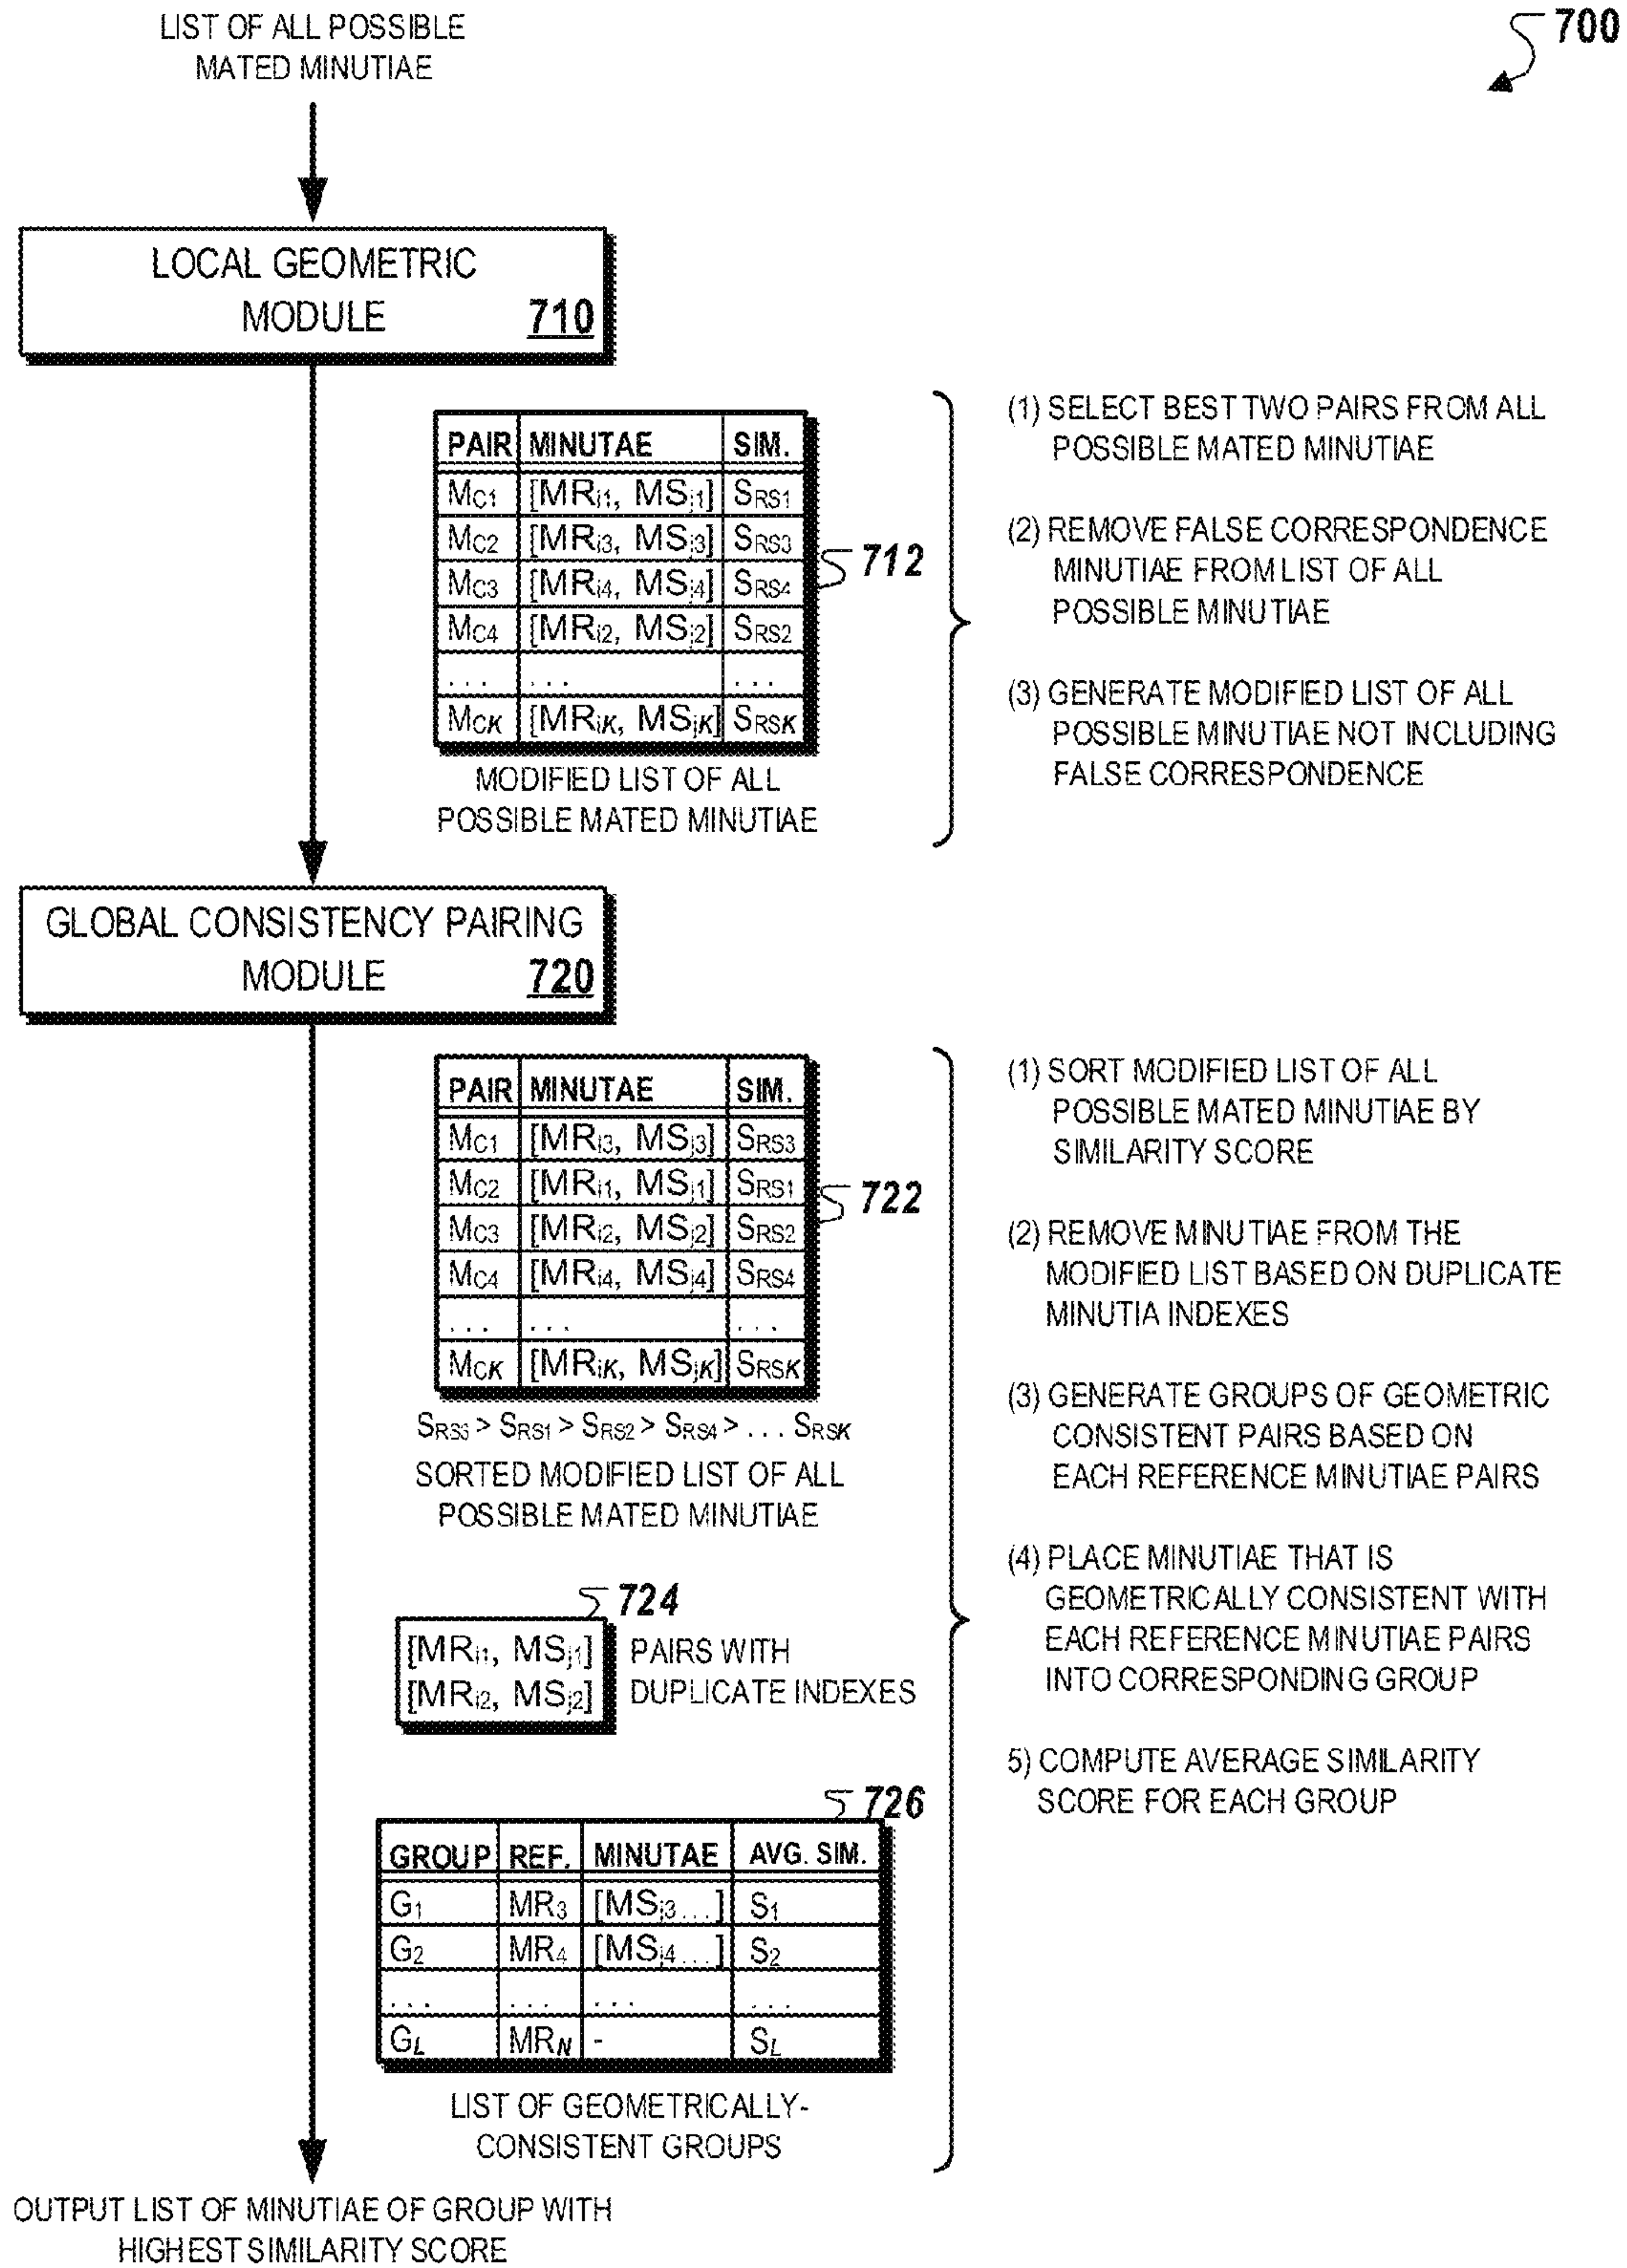 LIST OF ALL POSSIBLE
MATED MINUTIAE
700
LOCAL GEOMETRIC
MODULE 710
PAIR MINUTAE SIM.
MC1 [MRi1, MSj1] SRS1
MC2 [MRi3, MSj3] SRS3
MC3 [MRi4, MSj4] SRS4
MC4 [MRi2, MSj2] SRS2
... ... ...
MCK [MRiK, MSjK] SRSK
712
MODIFIED LIST OF ALL
POSSIBLE MATED MINUTIAE
(1) SELECT BEST TWO PAIRS FROM ALL
POSSIBLE MATED MINUTIAE
(2) REMOVE FALSE CORRESPONDENCE
MINUTIAE FROM LIST OF ALL
POSSIBLE MINUTIAE
(3) GENERATE MODIFIED LIST OF ALL
POSSIBLE MINUTIAE NOT INCLUDING
FALSE CORRESPONDENCE
GLOBAL CONSISTENCY PAIRING
MODULE 720
PAIR MINUTAE SIM.
MC1 [MRi3, MSj3] SRS3
MC2 [MRi1, MSj1] SRS1
MC3 [MRi2, MSj2] SRS2
MC4 [MRi4, MSj4] SRS4
... ... ...
MCK [MRiK, MSjK] SRSK
722
SRS3 > SRS1 > SRS2 > SRS4 > ... SRSK
SORTED MODIFIED LIST OF ALL
POSSIBLE MATED MINUTIAE
724
[MRi1, MSj1]
[MRi2, MSj2]
PAIRS WITH
DUPLICATE INDEXES
726
GROUP REF. MINUTAE AVG. SIM.
G1 MR3 [MSj3...] S1
G2 MR4 [MSj4...] S2
... ... ... ...
GL MRN - SL
LIST OF GEOMETRICALLY-
CONSISTENT GROUPS
(1) SORT MODIFIED LIST OF ALL
POSSIBLE MATED MINUTIAE BY
SIMILARITY SCORE
(2) REMOVE MINUTIAE FROM THE
MODIFIED LIST BASED ON DUPLICATE
MINUTIA INDEXES
(3) GENERATE GROUPS OF GEOMETRIC
CONSISTENT PAIRS BASED ON
EACH REFERENCE MINUTIAE PAIRS
(4) PLACE MINUTIAE THAT IS
GEOMETRICALLY CONSISTENT WITH
EACH REFERENCE MINUTIAE PAIRS
INTO CORRESPONDING GROUP
5) COMPUTE AVERAGE SIMILARITY
SCORE FOR EACH GROUP
OUTPUT LIST OF MINUTIAE OF GROUP WITH
HIGHEST SIMILARITY SCORE